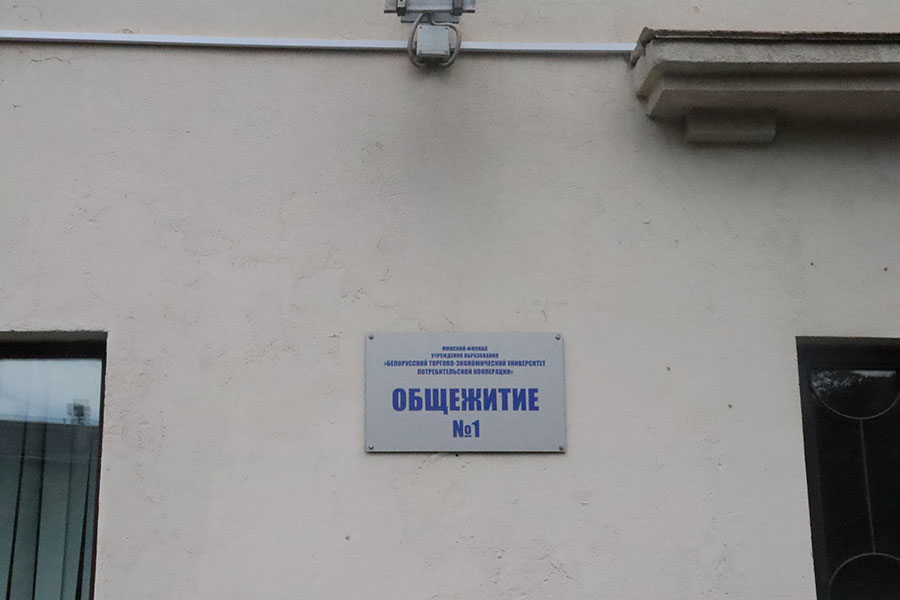 МИНСКИЙ ФИЛИАЛ
УЧРЕЖДЕНИЯ ОБРАЗОВАНИЯ
«БЕЛОРУССКИЙ ТОРГОВО-ЭКОНОМИЧЕСКИЙ УНИВЕРСИТЕТ
ПОТРЕБИТЕЛЬСКОЙ КООПЕРАЦИИ»
ОБЩЕЖИТИЕ
№1